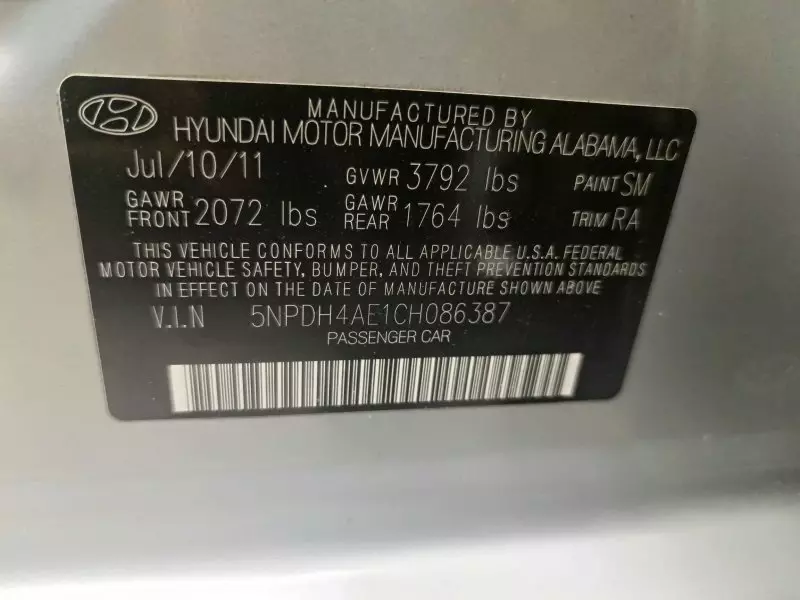 MANUFACTURED BY
HYUNDAI MOTOR MANUFACTURING ALABAMA, LLC
Jul/10/11 GVWR 3792 lbs PAINT SM
GAWR FRONT 2072 lbs GAWR REAR 1764 lbs TRIM RA
THIS VEHICLE CONFORMS TO ALL APPLICABLE U.S.A. FEDERAL
MOTOR VEHICLE SAFETY, BUMPER, AND THEFT PREVENTION STANDARDS
IN EFFECT ON THE DATE OF MANUFACTURE SHOWN ABOVE.
V.I.N 5NPDH4AE1CH086387
PASSENGER CAR